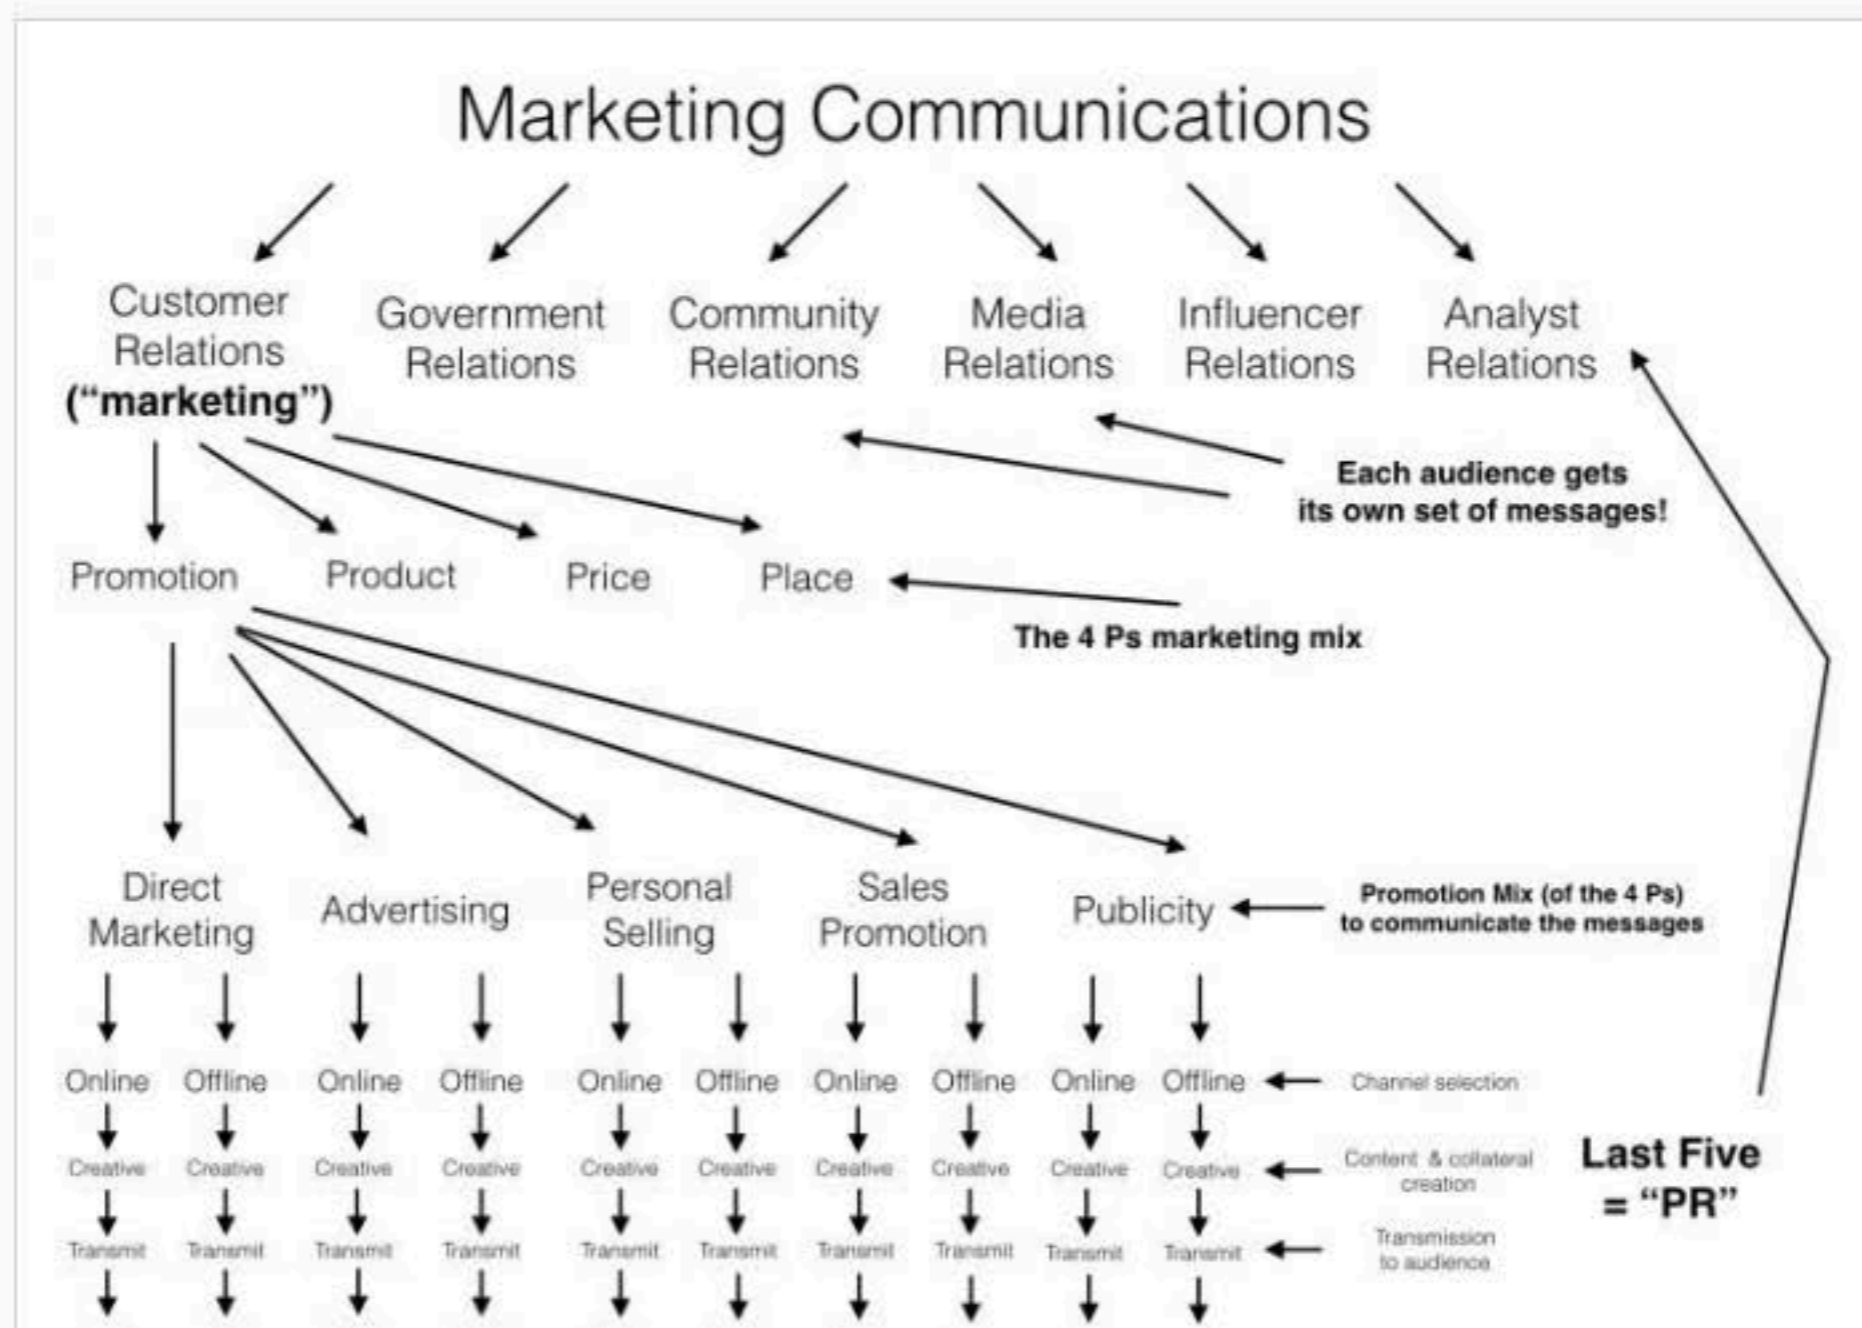 Marketing Communications
Customer
Relations
(“marketing”)
Government
Relations
Community
Relations
Media
Relations
Influencer
Relations
Analyst
Relations
Each audience gets
its own set of messages!
Promotion
Product
Price
Place
The 4 Ps marketing mix
Direct
Marketing
Advertising
Personal
Selling
Sales
Promotion
Publicity
Promotion Mix (of the 4 Ps)
to communicate the messages
Online Offline Online Offline Online Offline Online Offline Online Offline
Channel selection
Creative Creative Creative Creative Creative Creative Creative Creative Creative Creative
Content & collateral
creation
Last Five
= “PR”
Transmit Transmit Transmit Transmit Transmit Transmit Transmit Transmit Transmit Transmit
Transmission
to audience